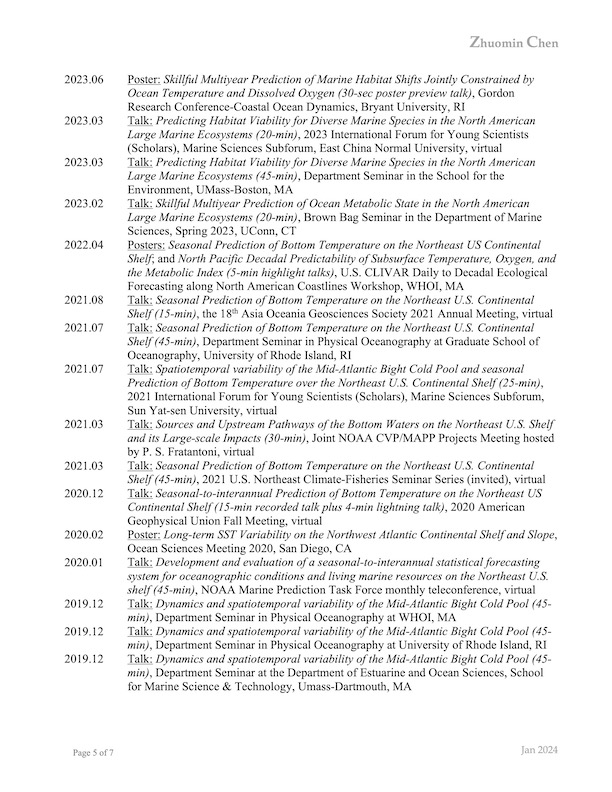 Zhuomin Chen
2023.06 Poster: Skillful Multiyear Prediction of Marine Habitat Shifts Jointly Constrained by
Ocean Temperature and Dissolved Oxygen (30-sec poster preview talk), Gordon
Research Conference-Coastal Ocean Dynamics, Bryant University, RI
2023.03 Talk: Predicting Habitat Viability for Diverse Marine Species in the North American
Large Marine Ecosystems (20-min), 2023 International Forum for Young Scientists
(Scholars), Marine Sciences Subforum, East China Normal University, virtual
2023.03 Talk: Predicting Habitat Viability for Diverse Marine Species in the North American
Large Marine Ecosystems (45-min), Department Seminar in the School for the
Environment, UMass-Boston, MA
2023.02 Talk: Skillful Multiyear Prediction of Ocean Metabolic State in the North American
Large Marine Ecosystems (20-min), Brown Bag Seminar in the Department of Marine
Sciences, Spring 2023, UConn, CT
2022.04 Posters: Seasonal Prediction of Bottom Temperature on the Northeast US Continental
Shelf; and North Pacific Decadal Predictability of Subsurface Temperature, Oxygen, and
the Metabolic Index (5-min highlight talks), U.S. CLIVAR Daily to Decadal Ecological
Forecasting along North American Coastlines Workshop, WHOI, MA
2021.08 Talk: Seasonal Prediction of Bottom Temperature on the Northeast U.S. Continental
Shelf (15-min), the 18th Asia Oceania Geosciences Society 2021 Annual Meeting, virtual
2021.07 Talk: Seasonal Prediction of Bottom Temperature on the Northeast U.S. Continental
Shelf (45-min), Department Seminar in Physical Oceanography at Graduate School of
Oceanography, University of Rhode Island, RI
2021.07 Talk: Spatiotemporal variability of the Mid-Atlantic Bight Cold Pool and seasonal
Prediction of Bottom Temperature over the Northeast U.S. Continental Shelf (25-min),
2021 International Forum for Young Scientists (Scholars), Marine Sciences Subforum,
Sun Yat-sen University, virtual
2021.03 Talk: Sources and Upstream Pathways of the Bottom Waters on the Northeast U.S. Shelf
and its Large-scale Impacts (30-min), Joint NOAA CVP/MAPP Projects Meeting hosted
by P. S. Fratantoni, virtual
2021.03 Talk: Seasonal Prediction of Bottom Temperature on the Northeast U.S. Continental
Shelf (45-min), 2021 U.S. Northeast Climate-Fisheries Seminar Series (invited), virtual
2020.12 Talk: Seasonal-to-interannual Prediction of Bottom Temperature on the Northeast US
Continental Shelf (15-min recorded talk plus 4-min lightning talk), 2020 American
Geophysical Union Fall Meeting, virtual
2020.02 Poster: Long-term SST Variability on the Northwest Atlantic Continental Shelf and Slope,
Ocean Sciences Meeting 2020, San Diego, CA
2020.01 Talk: Development and evaluation of a seasonal-to-interannual statistical forecasting
system for oceanographic conditions and living marine resources on the Northeast U.S.
shelf (45-min), NOAA Marine Prediction Task Force monthly teleconference, virtual
2019.12 Talk: Dynamics and spatiotemporal variability of the Mid-Atlantic Bight Cold Pool (45-
min), Department Seminar in Physical Oceanography at WHOI, MA
2019.12 Talk: Dynamics and spatiotemporal variability of the Mid-Atlantic Bight Cold Pool (45-
min), Department Seminar in Physical Oceanography at University of Rhode Island, RI
2019.12 Talk: Dynamics and spatiotemporal variability of the Mid-Atlantic Bight Cold Pool (45-
min), Department Seminar at the Department of Estuarine and Ocean Sciences, School
for Marine Science & Technology, Umass-Dartmouth, MA
Page 5 of 7
Jan 2024